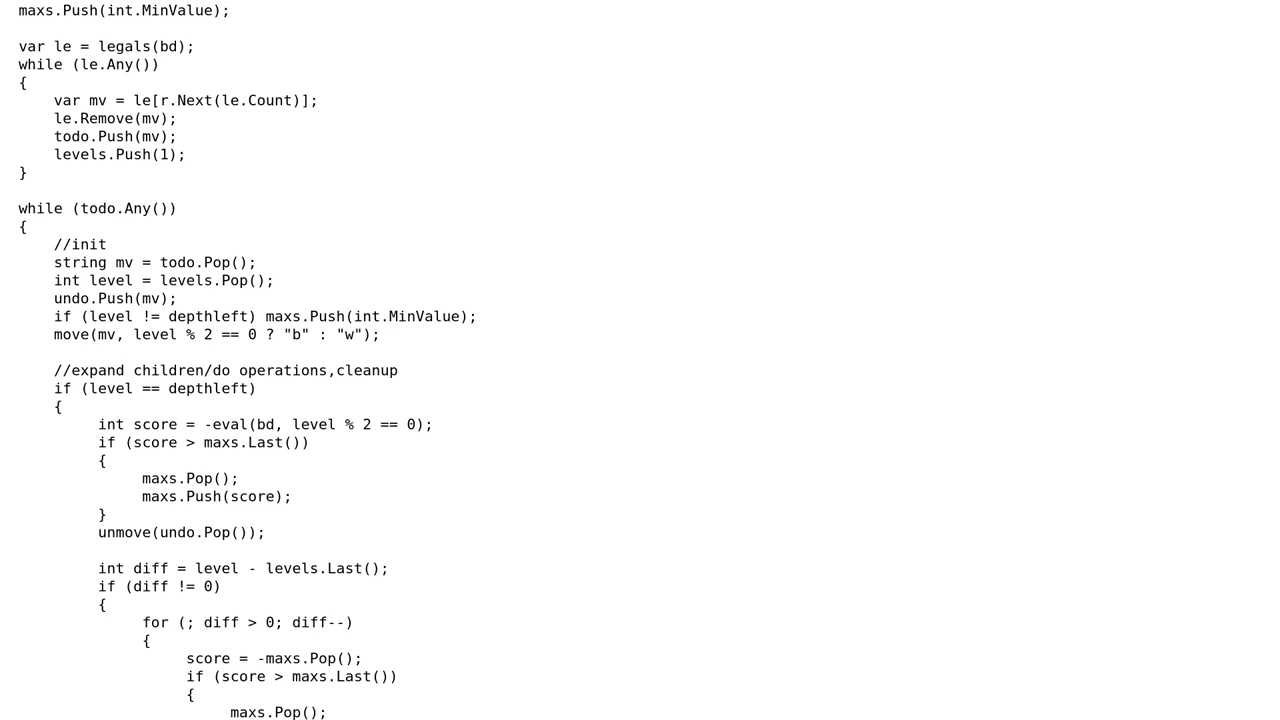 maxs.Push(int.MinValue);

var le = legals(bd);
while (le.Any())
{
    var mv = le[r.Next(le.Count)];
    le.Remove(mv);
    todo.Push(mv);
    levels.Push(1);
}

while (todo.Any())
{
    //init
    string mv = todo.Pop();
    int level = levels.Pop();
    undo.Push(mv);
    if (level != depthleft) maxs.Push(int.MinValue);
    move(mv, level % 2 == 0 ? "b" : "w");

    //expand children/do operations,cleanup
    if (level == depthleft)
    {
         int score = -eval(bd, level % 2 == 0);
         if (score > maxs.Last())
         {
              maxs.Pop();
              maxs.Push(score);
         }
         unmove(undo.Pop());

         int diff = level - levels.Last();
         if (diff != 0)
         {
              for (; diff > 0; diff--)
              {
                   score = -maxs.Pop();
                   if (score > maxs.Last())
                   {
                        maxs.Pop();